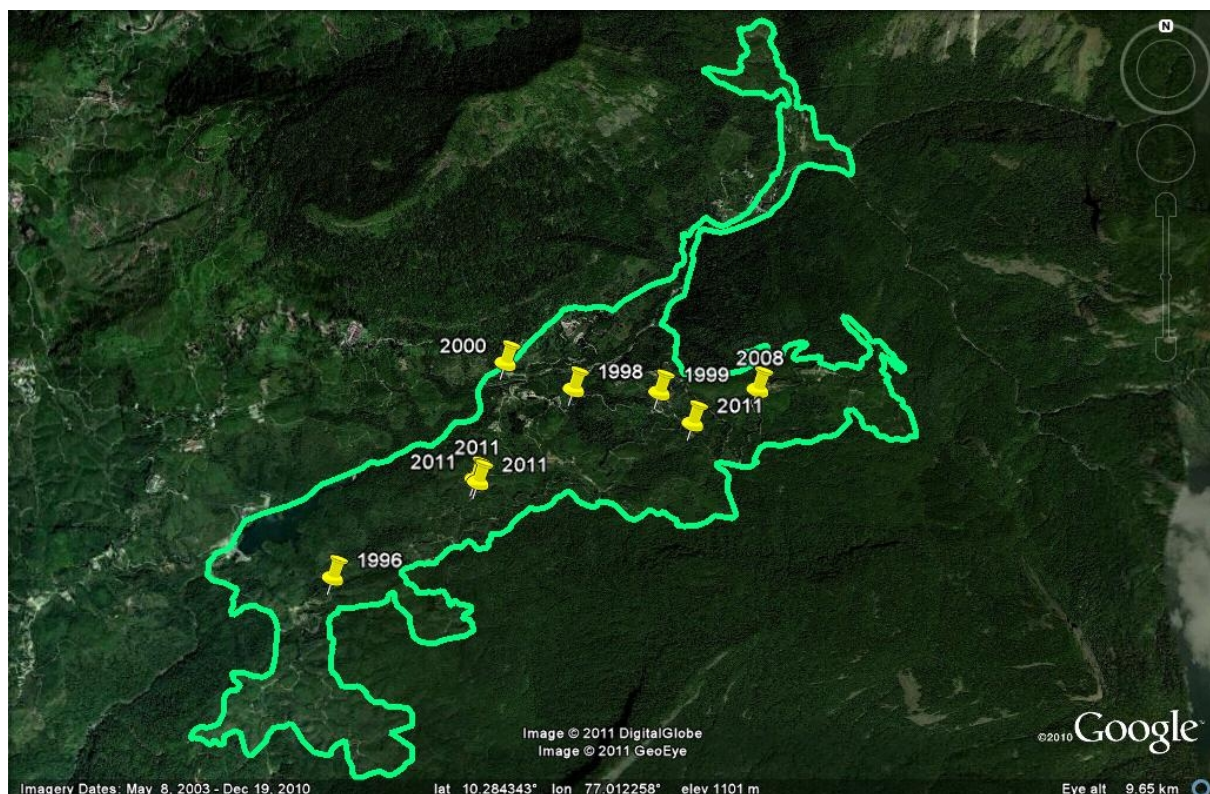 N
2000
1998
1999
2008
2011
2011
2011
2011
1996
Image © 2011 DigitalGlobe
Image © 2011 GeoEye
©2010 Google
Imagery Dates: May 8, 2003 - Dec 19, 2010 lat 10.284343° lon 77.012258° elev 1101 m Eye alt 9.65 km